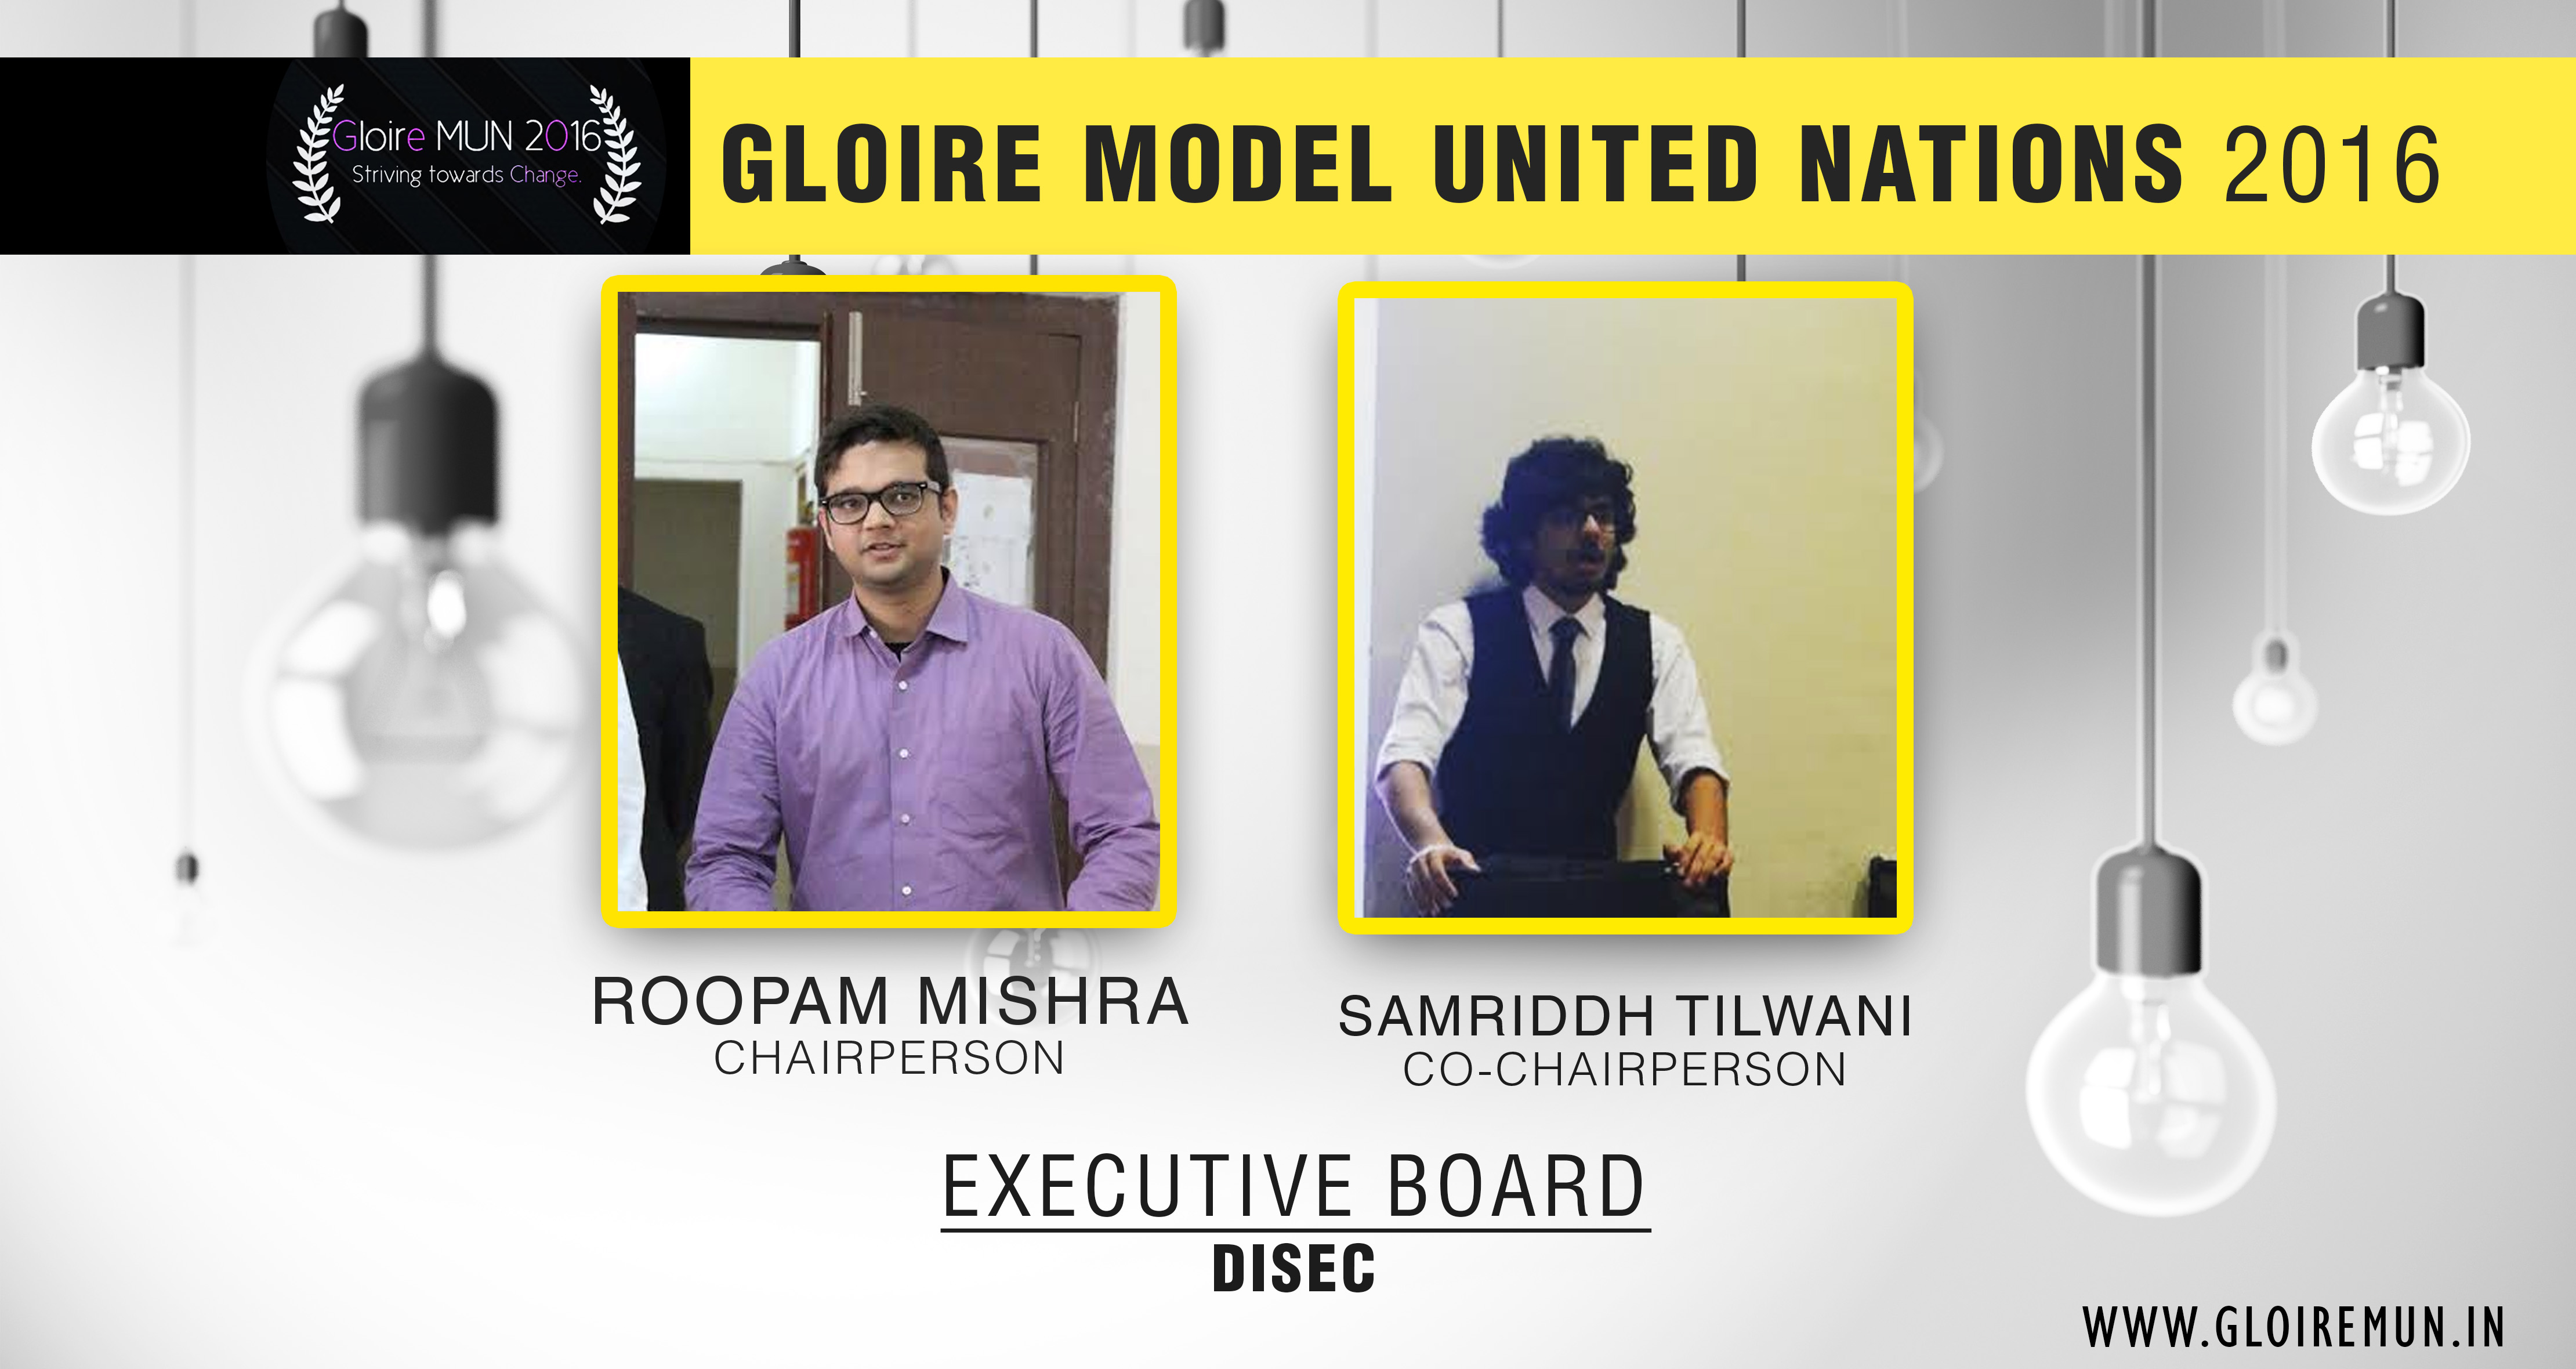 Gloire MUN 2016
Striving towards Change.
GLOIRE MODEL UNITED NATIONS 2016
ROOPAM MISHRA
CHAIRPERSON
SAMRIDDH TILWANI
CO-CHAIRPERSON
EXECUTIVE BOARD
DISEC
WWW.GLOIREMUN.IN